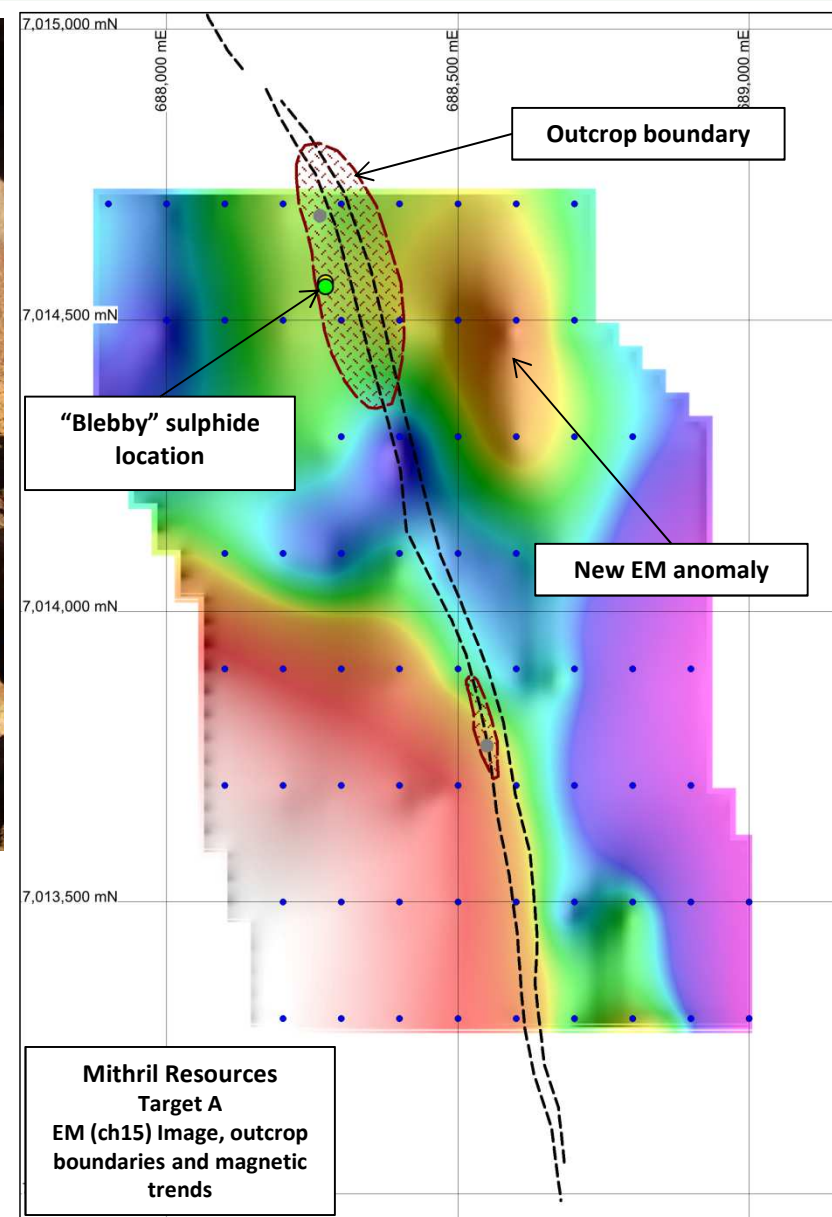 7,015,000 mN
688,000 mE
688,500 mE
689,000 mE
Outcrop boundary
7,014,500 mN
"Blebby" sulphide
location
New EM anomaly
7,014,000 mN
7,013,500 mN
Mithril Resources
Target A
EM (ch15) Image, outcrop
boundaries and magnetic
trends